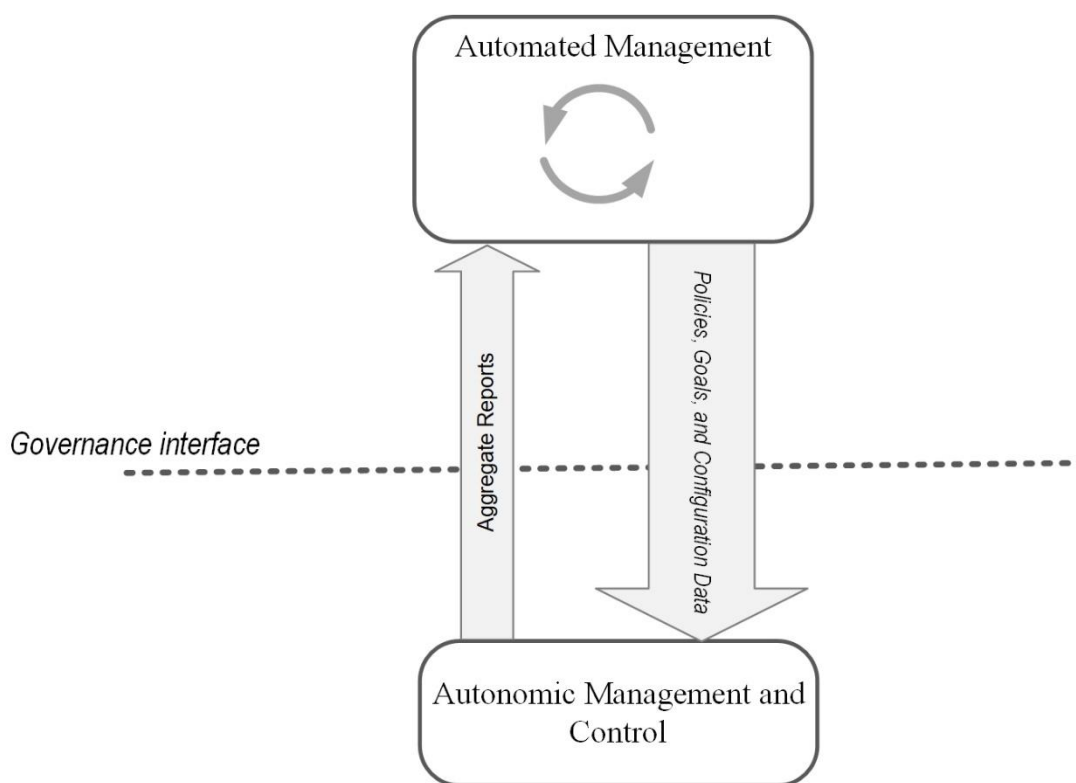 Automated Management
Policies, Goals, and Configuration Data
Aggregate Reports
Governance interface
Autonomic Management and
Control